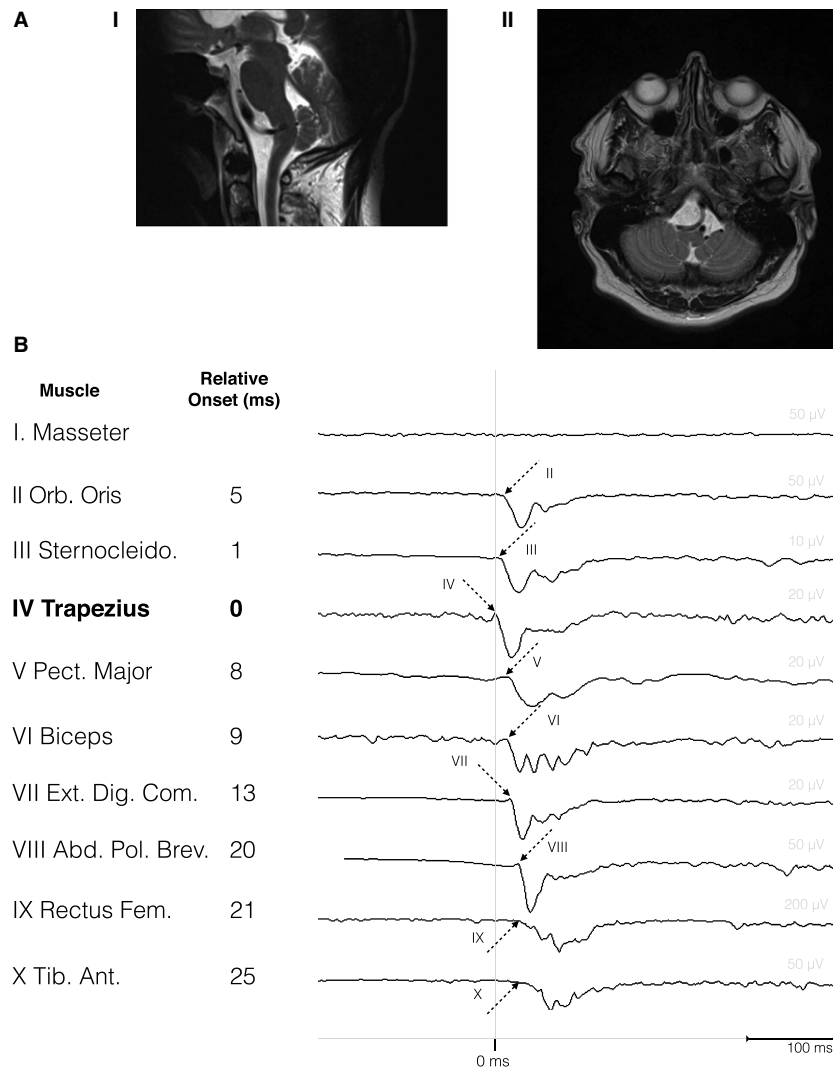 A I II
B
Muscle Relative Onset (ms)
I. Masseter 50 µV
II Orb. Oris 5 II 50 µV
III Sternocleido. 1 III 10 µV
IV Trapezius 0 IV 20 µV
V Pect. Major 8 V 20 µV
VI Biceps 9 VI 20 µV
VII Ext. Dig. Com. 13 VII 20 µV
VIII Abd. Pol. Brev. 20 VIII 50 µV
IX Rectus Fem. 21 IX 200 µV
X Tib. Ant. 25 X 50 µV
0 ms 100 ms